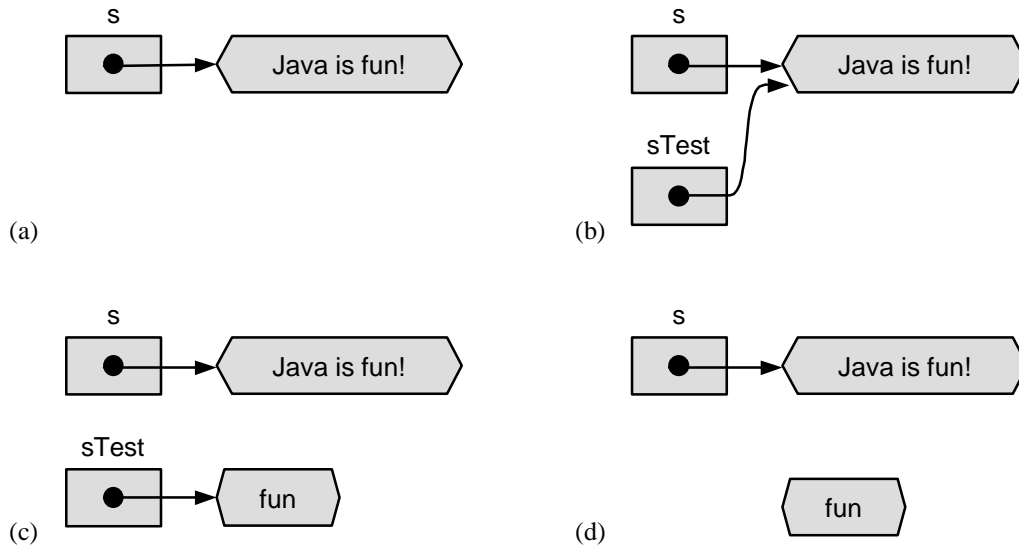 s
Java is fun!
s
Java is fun!
sTest
(a)
(b)
s
Java is fun!
s
Java is fun!
sTest
fun
fun
(c)
(d)